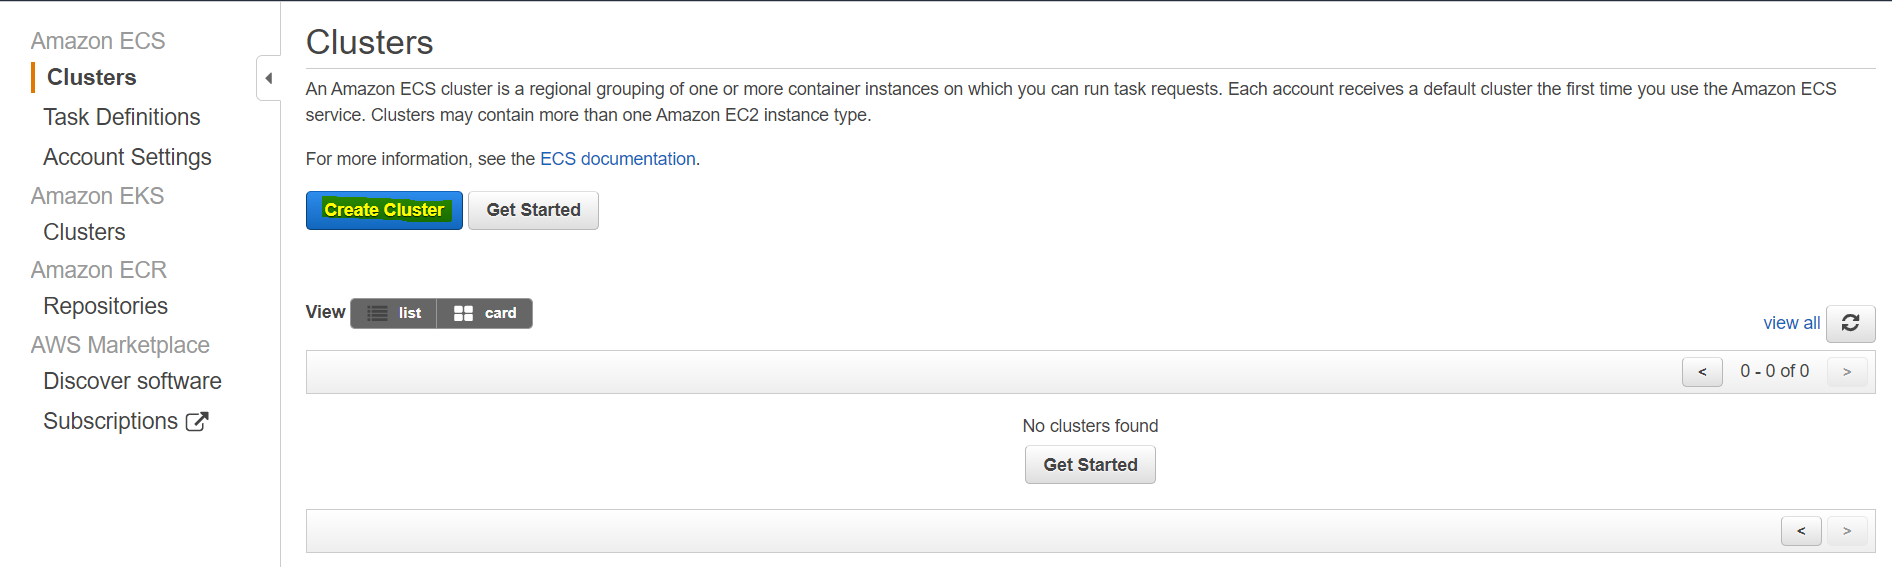 Amazon ECS
Clusters
Task Definitions
Account Settings
Amazon EKS
Clusters
Amazon ECR
Repositories
AWS Marketplace
Discover software
Subscriptions
Clusters
An Amazon ECS cluster is a regional grouping of one or more container instances on which you can run task requests. Each account receives a default cluster the first time you use the Amazon ECS
service. Clusters may contain more than one Amazon EC2 instance type.
For more information, see the ECS documentation.
Create Cluster Get Started
View list card
view all
< 0 - 0 of 0 >
No clusters found
Get Started
< >